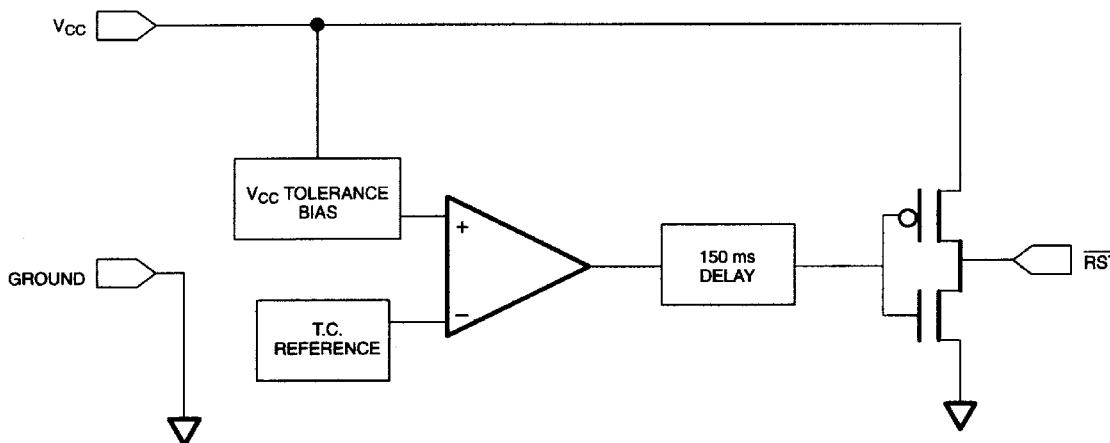 VCC
VCC TOLERANCE
BIAS
+
150 ms
DELAY
RST
GROUND
−
T.C.
REFERENCE